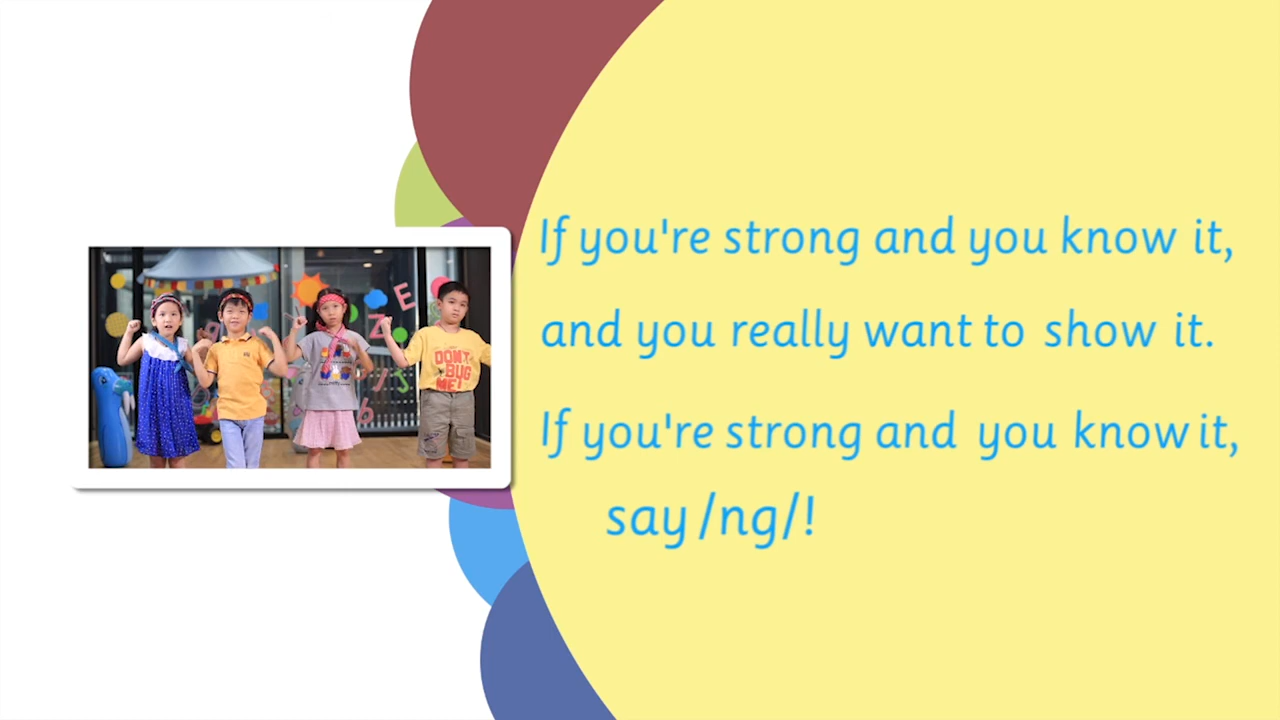 If you're strong and you know it,
and you really want to show it.
If you're strong and you know it,
say /ng/!
E
Z
DON'T
BUG
ME!